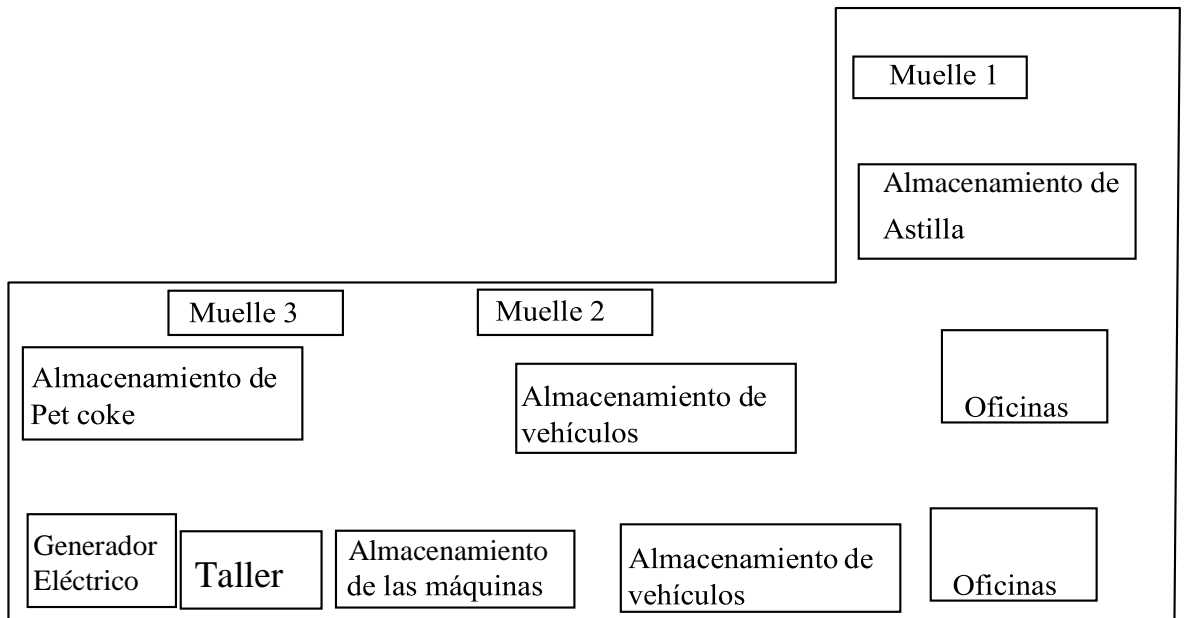 Muelle 1
Almacenamiento de
Astilla
Muelle 3
Muelle 2
Almacenamiento de
Pet coke
Almacenamiento de
vehículos
Oficinas
Generador
Eléctrico
Taller
Almacenamiento
de las máquinas
Almacenamiento de
vehículos
Oficinas